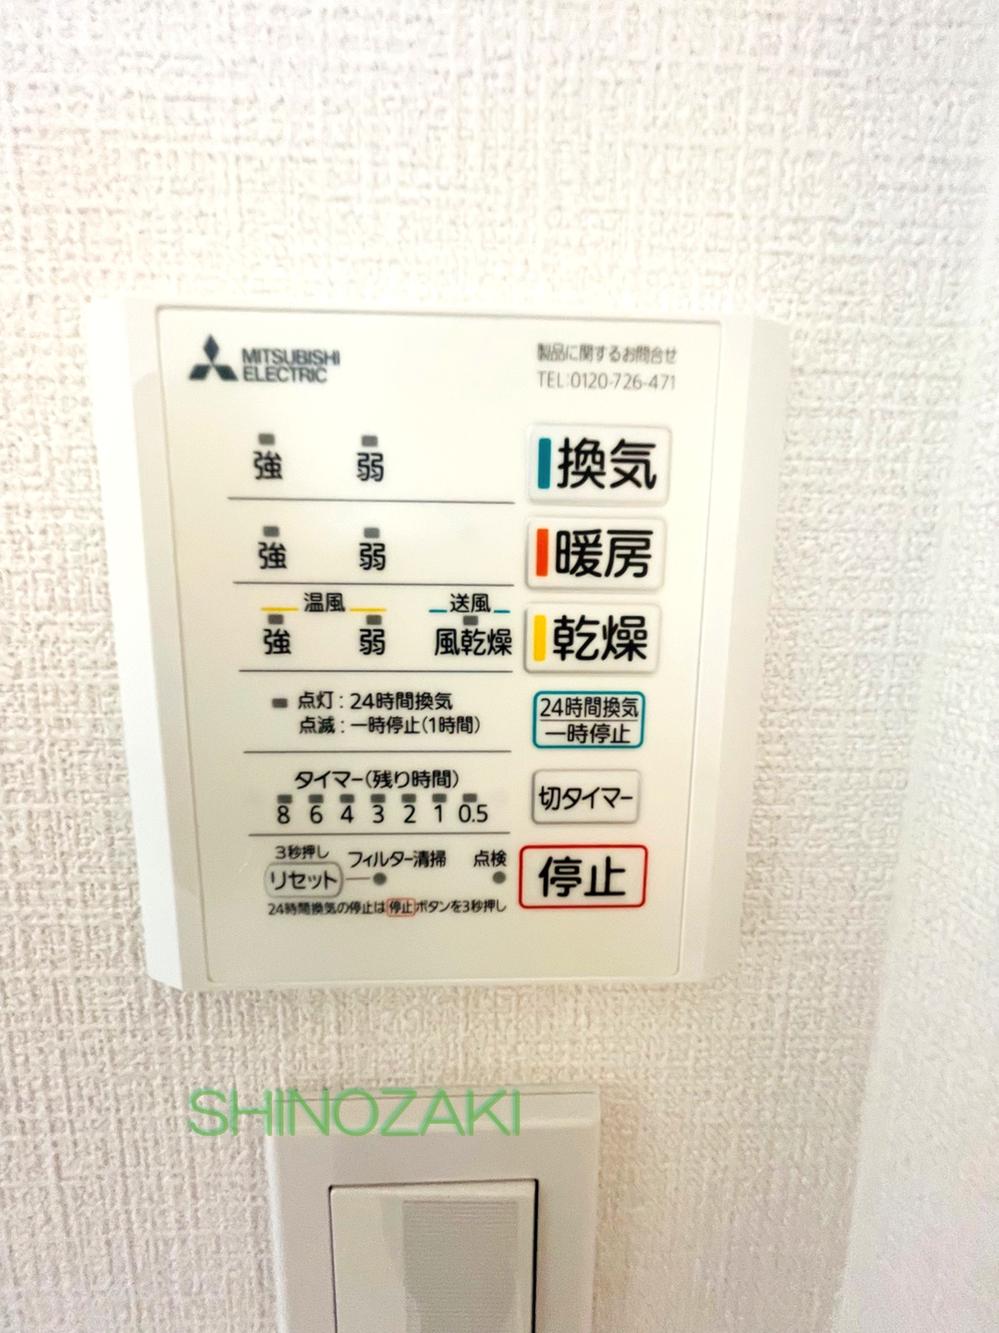 MITSUBISHI
ELECTRIC
製品に関するお問合せ
TEL:0120-726-471
強 弱 換気
強 弱 暖房
温風 送風
強 弱 風乾燥 乾燥
点灯:24時間換気
点滅:一時停止(1時間)
24時間換気
一時停止
タイマー(残り時間)
8 6 4 3 2 1 0.5
切タイマー
3秒押し
リセット フィルター清掃 点検
停止
24時間換気の停止は停止ボタンを3秒押し
SHINOZAKI